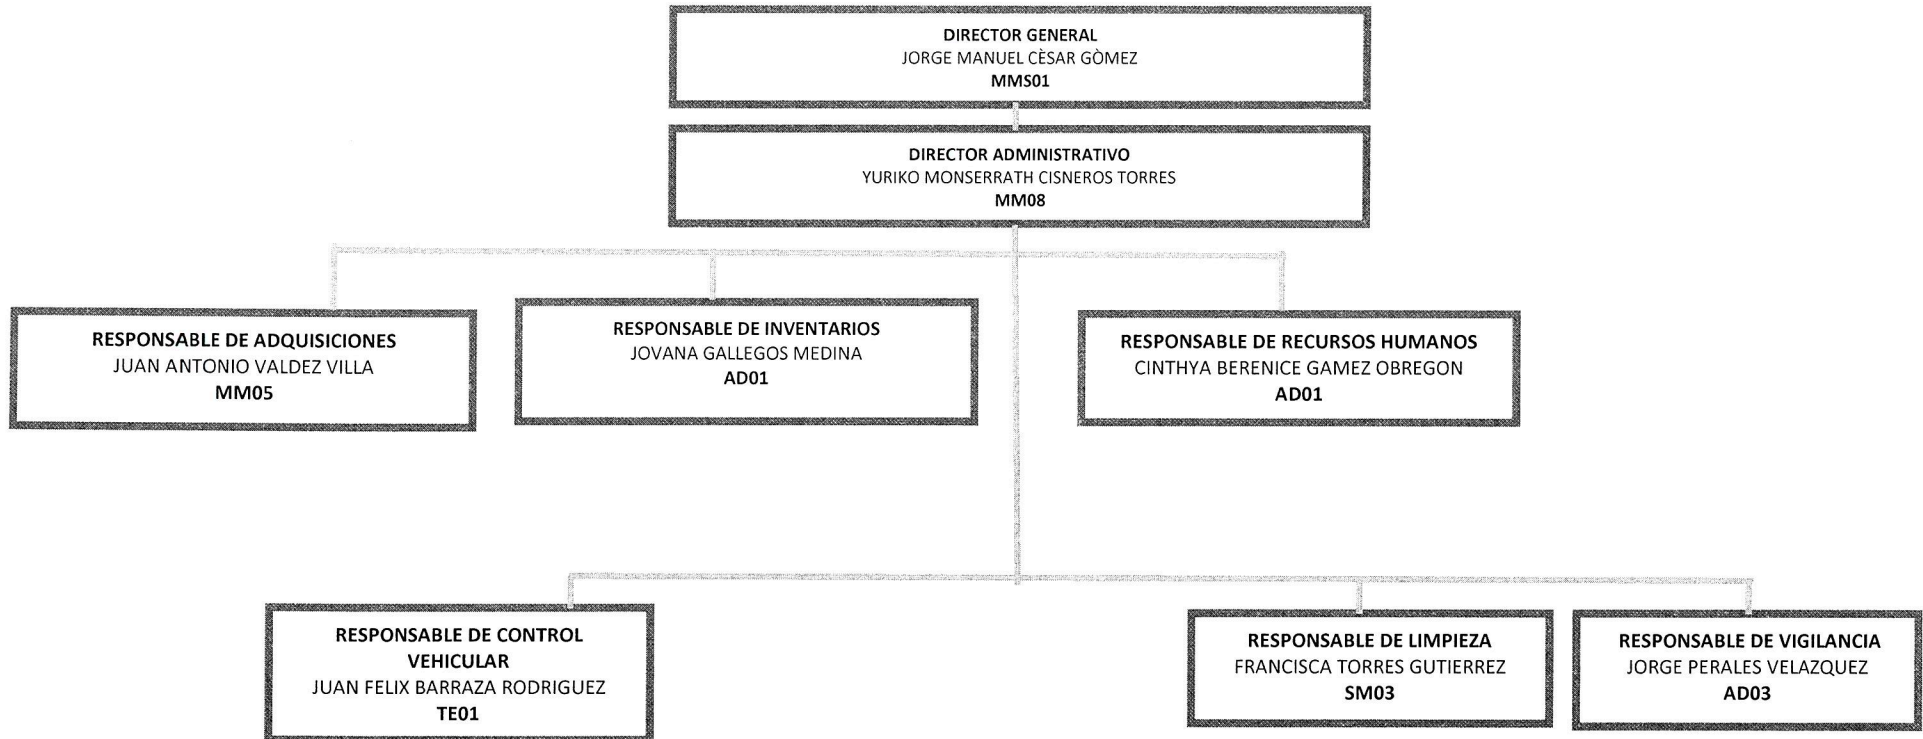 DIRECTOR GENERAL
JORGE MANUEL CÈSAR GÒMEZ
MMS01
DIRECTOR ADMINISTRATIVO
YURIKO MONSERRATH CISNEROS TORRES
MM08
RESPONSABLE DE ADQUISICIONES
JUAN ANTONIO VALDEZ VILLA
MM05
RESPONSABLE DE INVENTARIOS
JOVANA GALLEGOS MEDINA
AD01
RESPONSABLE DE RECURSOS HUMANOS
CINTHYA BERENICE GAMEZ OBREGON
AD01
RESPONSABLE DE CONTROL
VEHICULAR
JUAN FELIX BARRAZA RODRIGUEZ
TE01
RESPONSABLE DE LIMPIEZA
FRANCISCA TORRES GUTIERREZ
SM03
RESPONSABLE DE VIGILANCIA
JORGE PERALES VELAZQUEZ
AD03